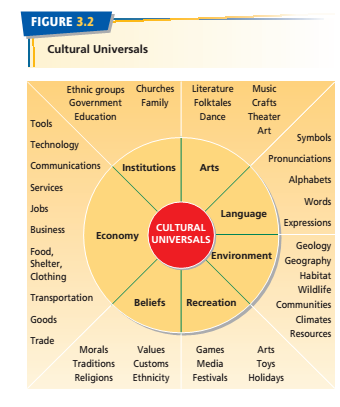 FIGURE 3.2
Cultural Universals
Ethnic groups
Government
Education
Churches
Family
Literature
Folktales
Dance
Music
Crafts
Theater
Art
Tools
Technology
Communications
Services
Jobs
Business
Food,
Shelter,
Clothing
Transportation
Goods
Trade
Symbols
Pronunciations
Alphabets
Words
Expressions
Geology
Geography
Habitat
Wildlife
Communities
Climates
Resources
Institutions
Arts
Language
Environment
Recreation
Beliefs
Economy
CULTURAL
UNIVERSALS
Morals
Traditions
Religions
Values
Customs
Ethnicity
Games
Media
Festivals
Arts
Toys
Holidays